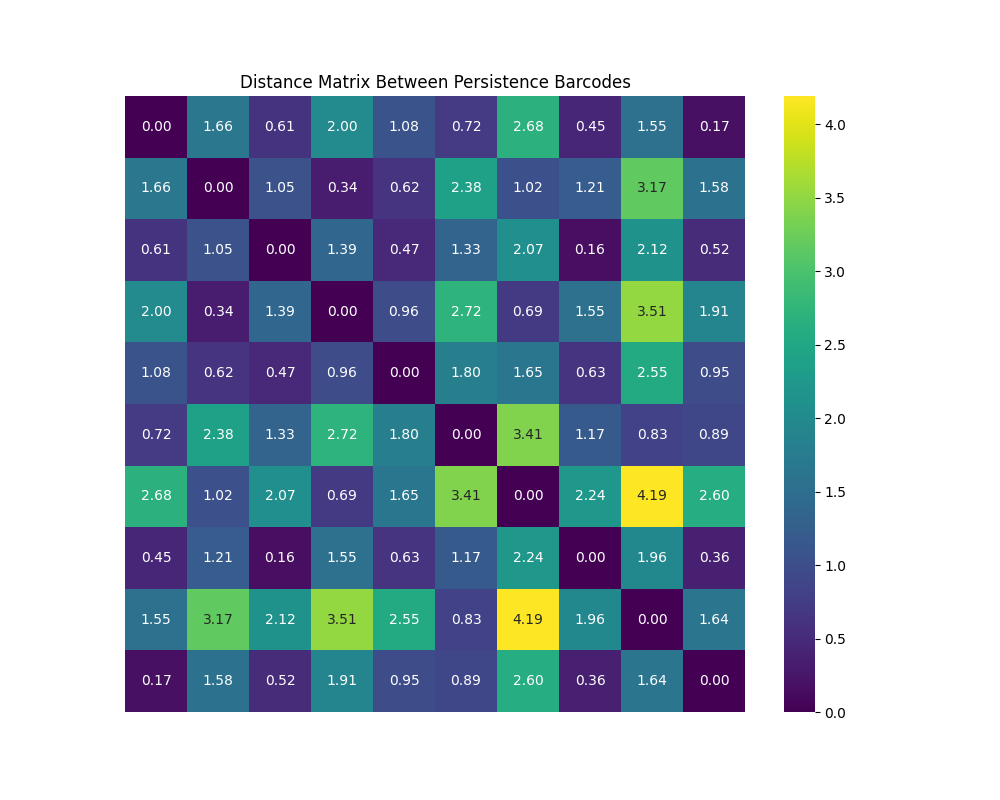 Distance Matrix Between Persistence Barcodes
0.00 1.66 0.61 2.00 1.08 0.72 2.68 0.45 1.55 0.17
1.66 0.00 1.05 0.34 0.62 2.38 1.02 1.21 3.17 1.58
0.61 1.05 0.00 1.39 0.47 1.33 2.07 0.16 2.12 0.52
2.00 0.34 1.39 0.00 0.96 2.72 0.69 1.55 3.51 1.91
1.08 0.62 0.47 0.96 0.00 1.80 1.65 0.63 2.55 0.95
0.72 2.38 1.33 2.72 1.80 0.00 3.41 1.17 0.83 0.89
2.68 1.02 2.07 0.69 1.65 3.41 0.00 2.24 4.19 2.60
0.45 1.21 0.16 1.55 0.63 1.17 2.24 0.00 1.96 0.36
1.55 3.17 2.12 3.51 2.55 0.83 4.19 1.96 0.00 1.64
0.17 1.58 0.52 1.91 0.95 0.89 2.60 0.36 1.64 0.00
4.0
3.5
3.0
2.5
2.0
1.5
1.0
0.5
0.0